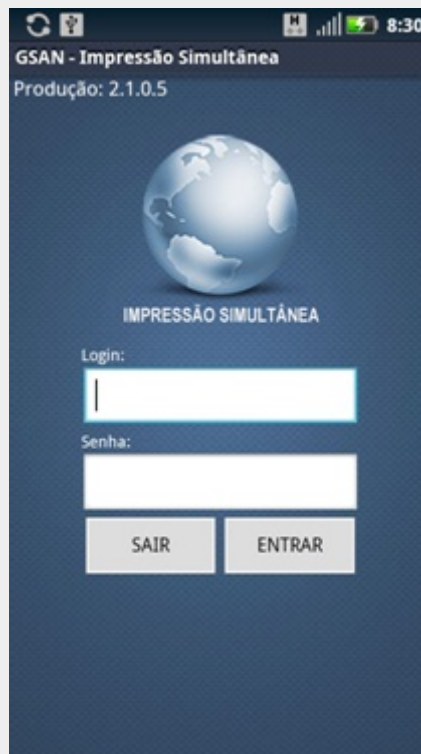 H
8:30
GSAN - Impressão Simultânea
Produção: 2.1.0.5
IMPRESSÃO SIMULTÂNEA
Login:
Senha:
SAIR
ENTRAR